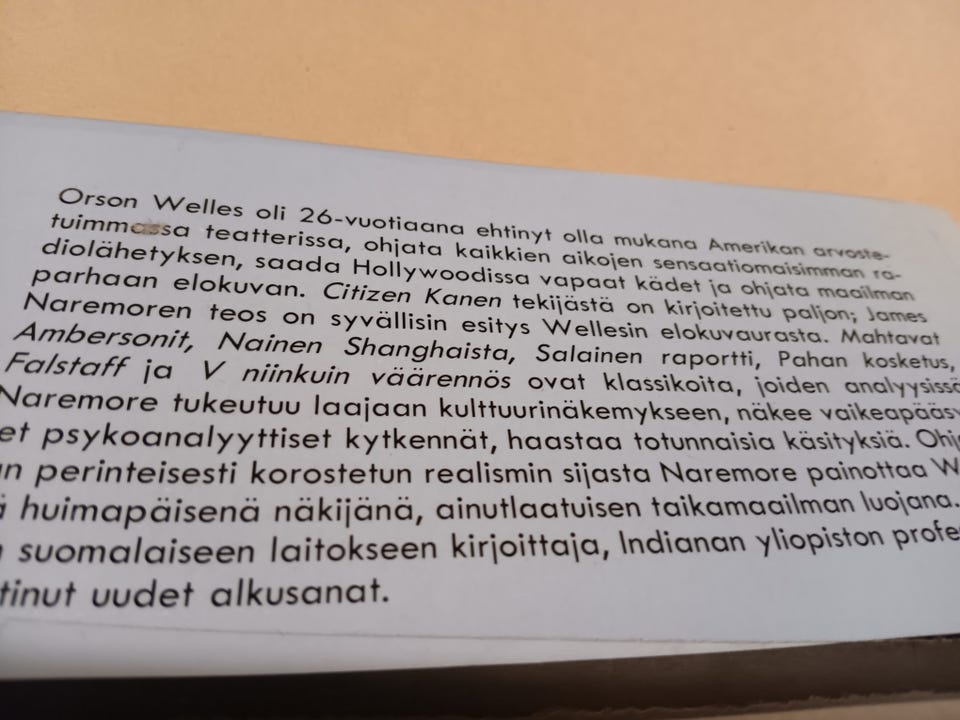 Orson Welles oli 26-vuotiaana ehtinyt olla mukana Amerikan arvoste-
tuimmassa teatterissa, ohjata kaikkien aikojen sensaatiomaisimman ra-
diolähetyksen, saada Hollywoodissa vapaat kädet ja ohjata maailman
parhaan elokuvan. Citizen Kanen tekijästä on kirjoitettu paljon; James
Naremoren teos on syvällisin esitys Wellesin elokuvaurasta. Mahtavat
Ambersonit, Nainen Shanghaista, Salainen raportti, Pahan kosketus,
Falstaff ja V niinkuin väärennös ovat klassikoita, joiden analyysissä
Naremore tukeutuu laajaan kulttuurinäkemykseen, näkee vaikeapääsy
et psykoanalyyttiset kytkennät, haastaa totunnaisia käsityksiä. Ohj
n perinteisesti korostetun realismin sijasta Naremore painottaa W
ä huimapäisenä näkijänä, ainutlaatuisen taikamaailman luojana.
n suomalaiseen laitokseen kirjoittaja, Indianan yliopiston profe
tinut uudet alkusanat.